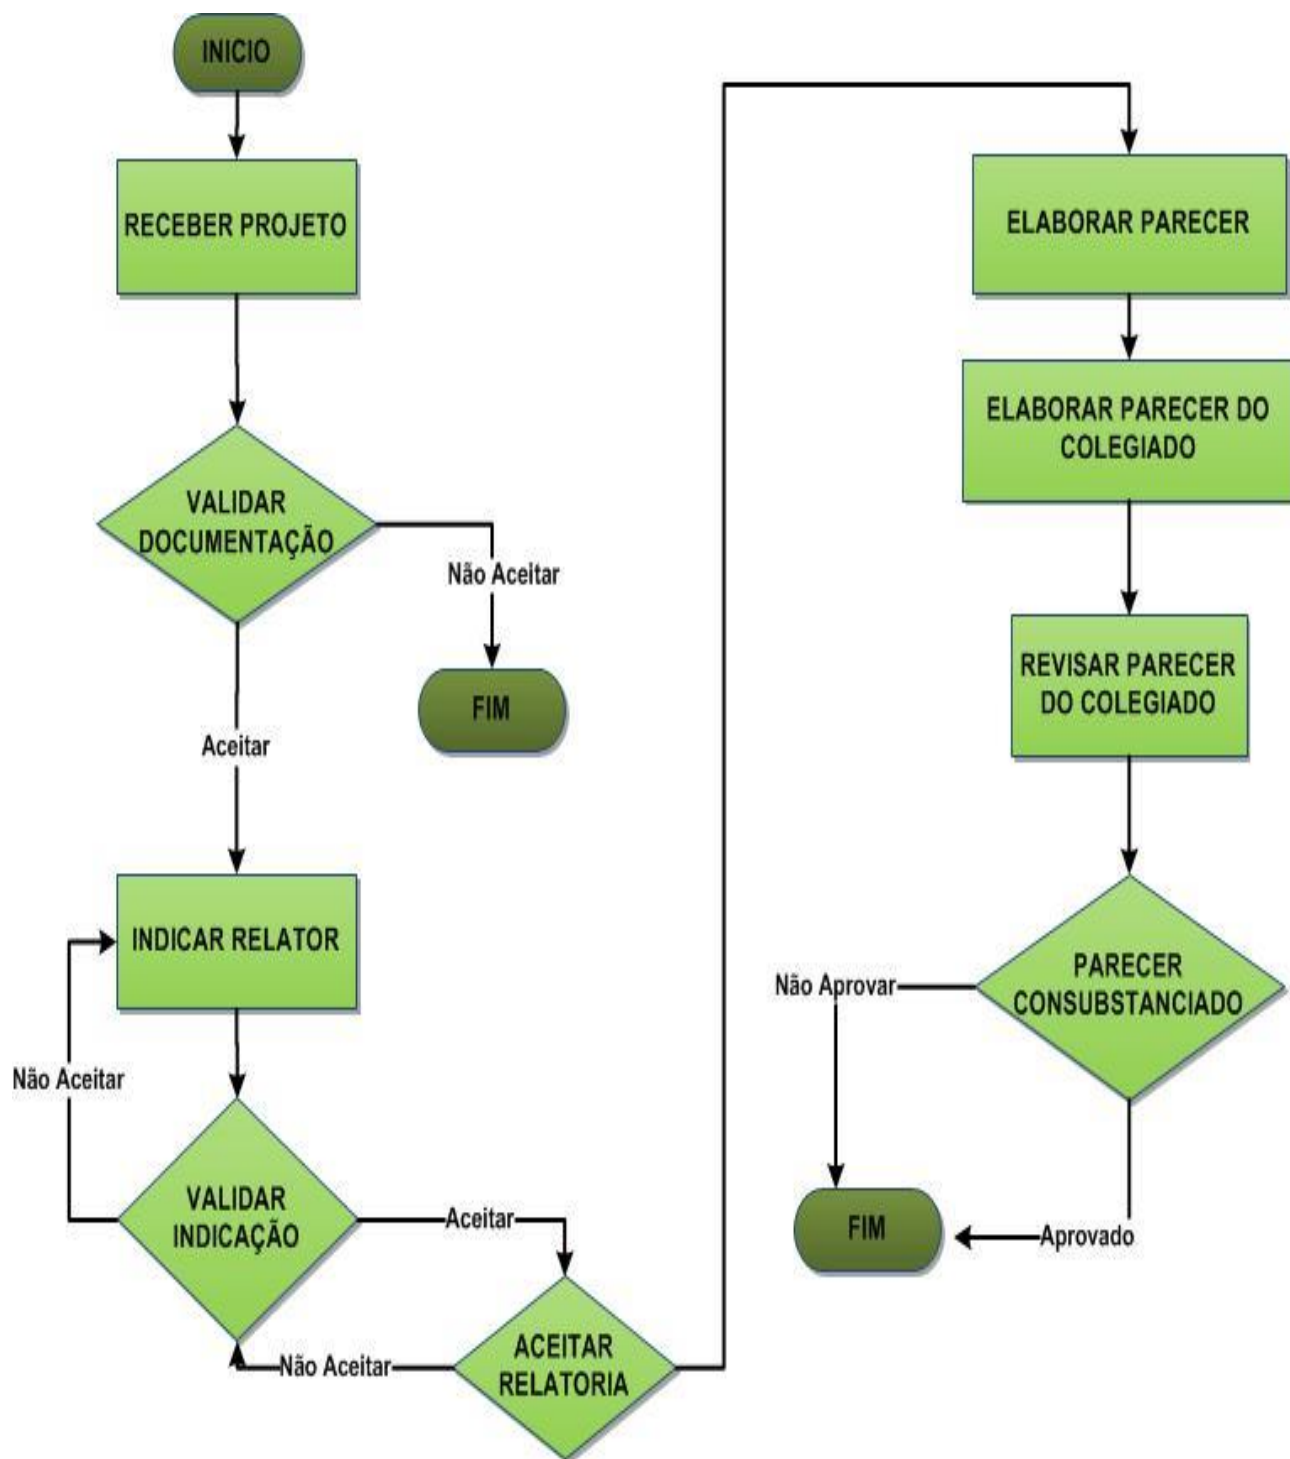 INICIO
RECEBER PROJETO
VALIDAR
DOCUMENTAÇÃO
Não Aceitar
FIM
Aceitar
INDICAR RELATOR
Não Aceitar
VALIDAR
INDICAÇÃO
Aceitar
ACEITAR
RELATORIA
Não Aceitar
ELABORAR PARECER
ELABORAR PARECER DO
COLEGIADO
REVISAR PARECER
DO COLEGIADO
PARECER
CONSUBSTANCIADO
Não Aprovar
FIM
Aprovado